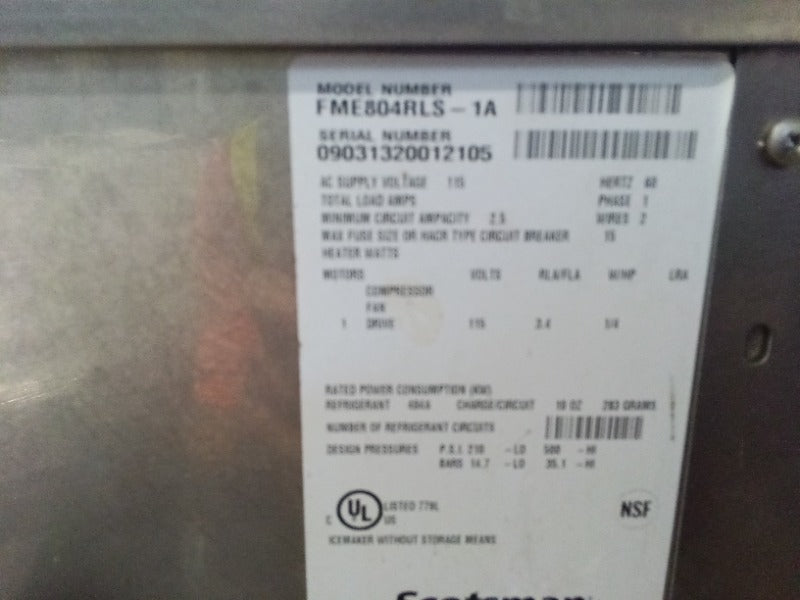 MODEL NUMBER
FME804RLS - 1A
SERIAL NUMBER
09031320012105
AC SUPPLY VOLTAGE 115 HERTZ 60
TOTAL LOAD AMPS PHASE 1
MINIMUM CIRCUIT AMPACITY 2.5 WIRES 2
MAX FUSE SIZE OR HACR TYPE CIRCUIT BREAKER 15
HEATER WATTS
MOTORS VOLTS RLA/FLA W/HP LRA
COMPRESSOR
FAN
1 DRIVE 115 3.4 1/4
RATED POWER CONSUMPTION (KW)
REFRIGERANT 404A CHARGE/CIRCUIT 10 OZ 283 GRAMS
NUMBER OF REFRIGERANT CIRCUITS
DESIGN PRESSURES P.S.I. 210 - LO 500 - HI
BARS 14.7 - LO 35.1 - HI
C UL LISTED 779L US
NSF
ICEMAKER WITHOUT STORAGE MEANS
Scotsman